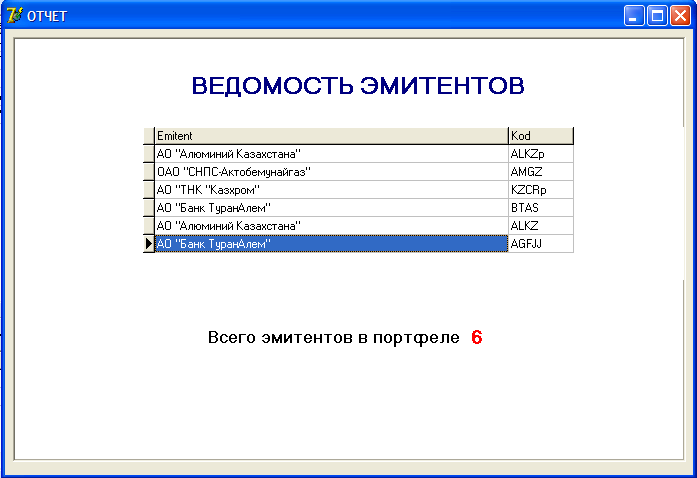 ОТЧЕТ
ВЕДОМОСТЬ ЭМИТЕНТОВ
Emitent Kod
АО "Алюминий Казахстана" ALKZp
ОАО "СНПС-Актобемунайгаз" AMGZ
АО "ТНК "Казхром" KZCRp
АО "Банк ТуранАлем" BTAS
АО "Алюминий Казахстана" ALKZ
АО "Банк ТуранАлем" AGFJJ
Всего эмитентов в портфеле 6